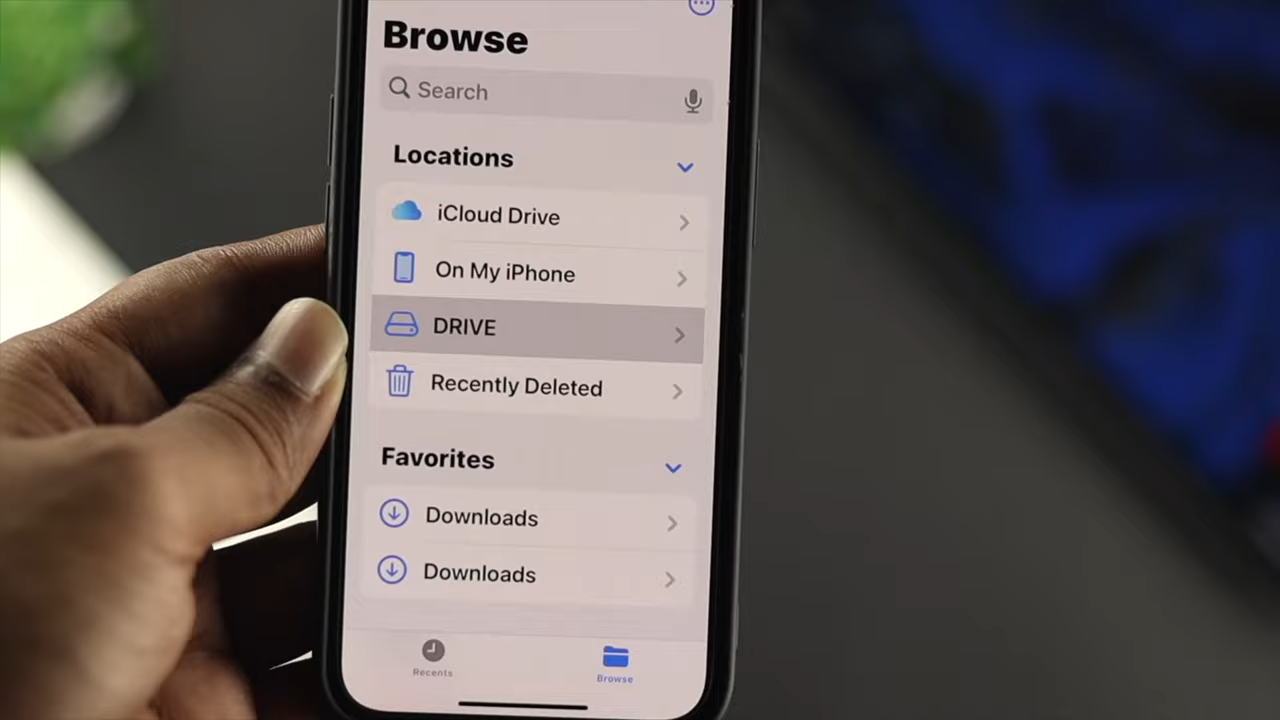 Browse
Search
Locations
iCloud Drive
On My iPhone
DRIVE
Recently Deleted
Favorites
Downloads
Downloads
Recents
Browse